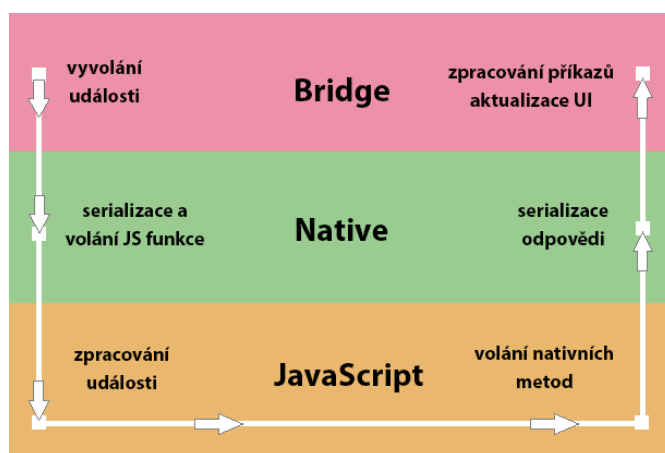 vyvolání
události
Bridge
zpracování příkazů
aktualizace UI
serializace a
volání JS funkce
Native
serializace
odpovědi
zpracování
události
JavaScript
volání nativních
metod